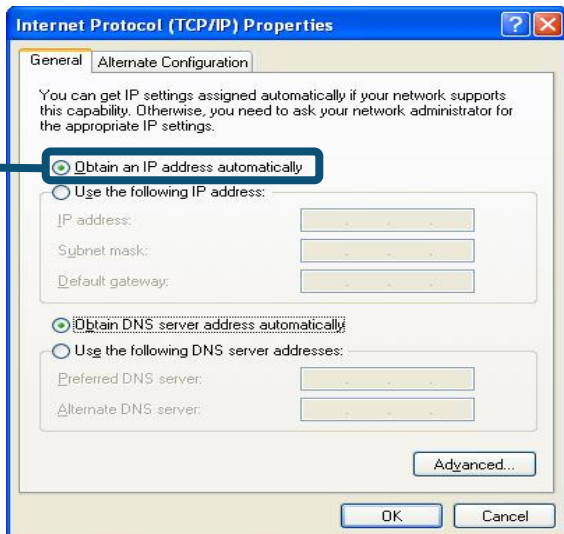 Internet Protocol (TCP/IP) Properties
General Alternate Configuration
You can get IP settings assigned automatically if your network supports
this capability. Otherwise, you need to ask your network administrator for
the appropriate IP settings.
Obtain an IP address automatically
Use the following IP address:
IP address:
Subnet mask:
Default gateway:
Obtain DNS server address automatically
Use the following DNS server addresses:
Preferred DNS server:
Alternate DNS server:
Advanced...
OK Cancel